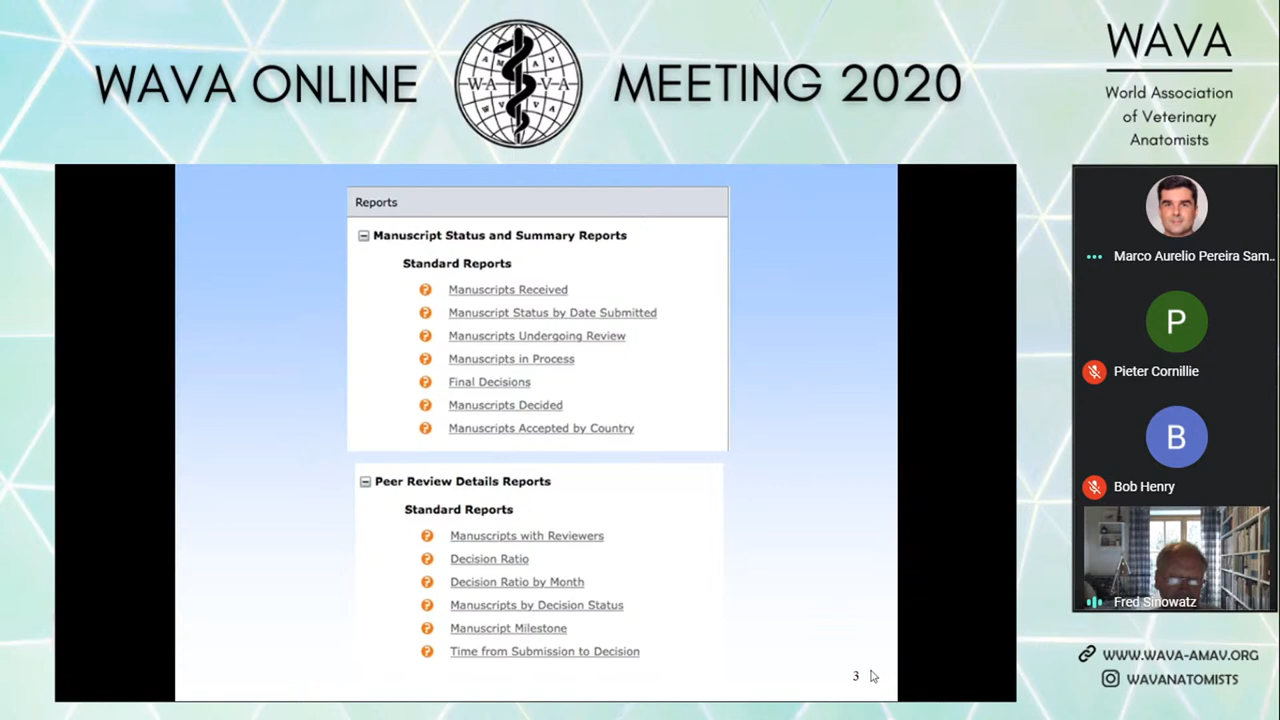 WAVA ONLINE MEETING 2020
WAVA
World Association
of Veterinary
Anatomists
Reports
Manuscript Status and Summary Reports
Standard Reports
Manuscripts Received
Manuscript Status by Date Submitted
Manuscripts Undergoing Review
Manuscripts in Process
Final Decisions
Manuscripts Decided
Manuscripts Accepted by Country
Peer Review Details Reports
Standard Reports
Manuscripts with Reviewers
Decision Ratio
Decision Ratio by Month
Manuscripts by Decision Status
Manuscript Milestone
Time from Submission to Decision
3
Marco Aurelio Pereira Sam...
P
Pieter Cornillie
B
Bob Henry
Fred Sinowatz
WWW.WAVA-AMAV.ORG
WAVANATOMISTS